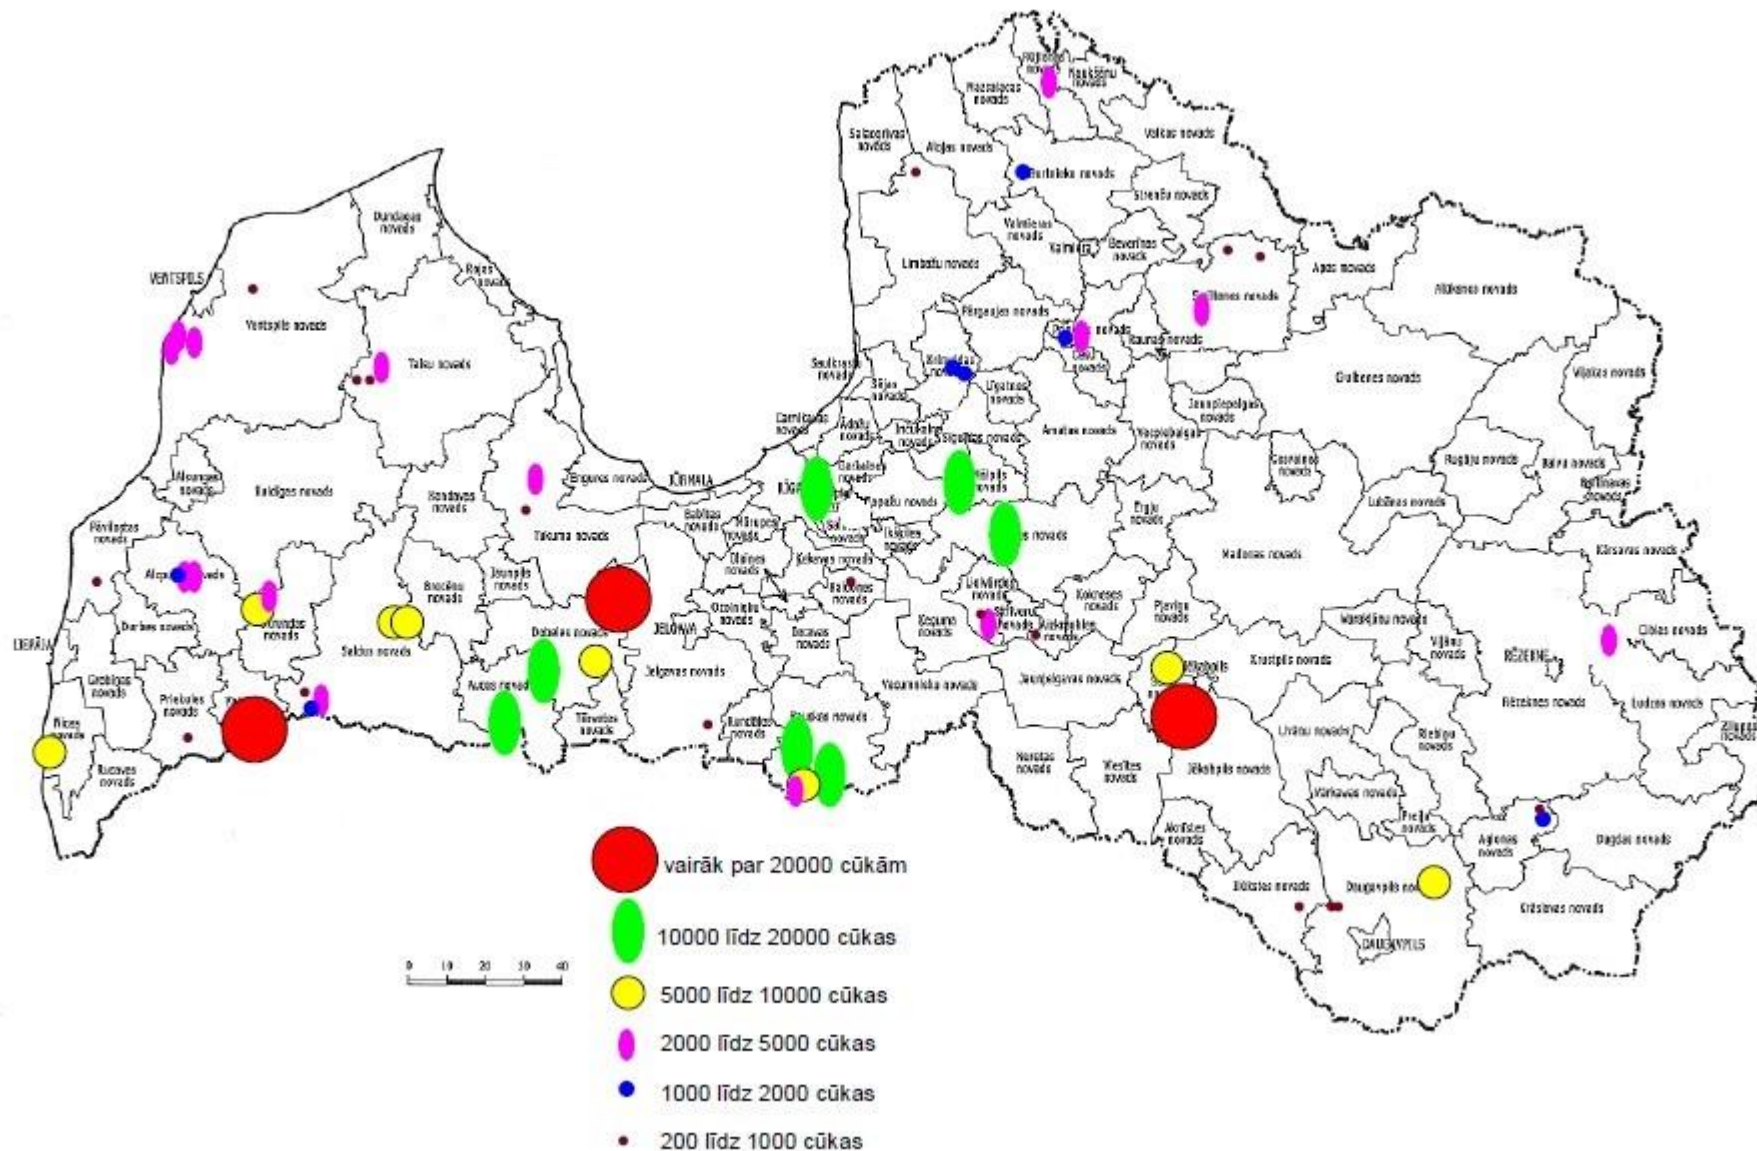 Rūjienas
novads
Naukšēnu
novads
Mazsalacas
novads
Salacgrīvas
novads
Alojas novads
Valkas novads
Burtnieku novads
Strenču novads
Dundagas
novads
Valmieras
novads
Valmiera
Beverīnas
novads
Rojas
novads
VENTSPILS
Limbažu novads
Apes novads
Alūksnes novads
Smiltenes novads
Ventspils novads
Pārgaujas novads
novads
Raunas novads
Talsu novads
Saulkrastu
novads
Krimuldas
novads
novads
Gulbenes novads
Viļakas novads
Sējas
novads
Līgatnes
novads
Jaunpiepalgas
novads
Carnikavas
novads
Ādažu
novads
Inčukalna
novads
Siguldas novads
Amatas novads
Vecpiebalgas
novads
Alsungas
novads
Kuldīgas novads
Kandavas
novads
Engures novads
JŪRMALA
RĪGA
Garkalnes
novads
Ropažu novads
Mālpils
novads
Cesvaines
novads
Rugāju novads
Balvu novads
Baltinavas
novads
Lubānas novads
Pāvilostas
novads
Tukuma novads
Babītes
novads
Mārupes
novads
novads
Ikšķiles
novads
novads
Ērgļu
novads
Madonas novads
Kārsavas novads
Brocēnu
novads
Jaunpils
novads
Olaines
novads
Ķekavas novads
Baldones
novads
Lielvārdes
novads
Kokneses
novads
Pļaviņu
novads
Varakļānu
novads
Ciblas novads
LIEPĀJA
Durbes novads
novads
Saldus novads
Dobeles novads
JELGAVA
Ozolnieku
novads
Iecavas
novads
Ķeguma
novads
Skrīveru
novads
Aizkraukles
novads
Viļānu
novads
RĒZEKNE
Grobiņas
novads
Priekules
novads
Auces novads
Jelgavas novads
Vecumnieku novads
Jaunjelgavas novads
Krustpils novads
Rēzeknes novads
Ludzas novads
Nīcas
novads
Rucavas
novads
Tērvetes
novads
Rundāles
novads
Bauskas novads
Neretas
novads
Viesītes
novads
Jēkabpils novads
Līvānu novads
Riebiņu
novads
Zilupes
novads
Vārkavas novads
Preiļu
novads
Aknīstes
novads
Aglonas
novads
Dagdas novads
Ilūkstes novads
Krāslavas novads
DAUGAVPILS
0 10 20 30 40
vairāk par 20000 cūkām
10000 līdz 20000 cūkas
5000 līdz 10000 cūkas
2000 līdz 5000 cūkas
1000 līdz 2000 cūkas
200 līdz 1000 cūkas